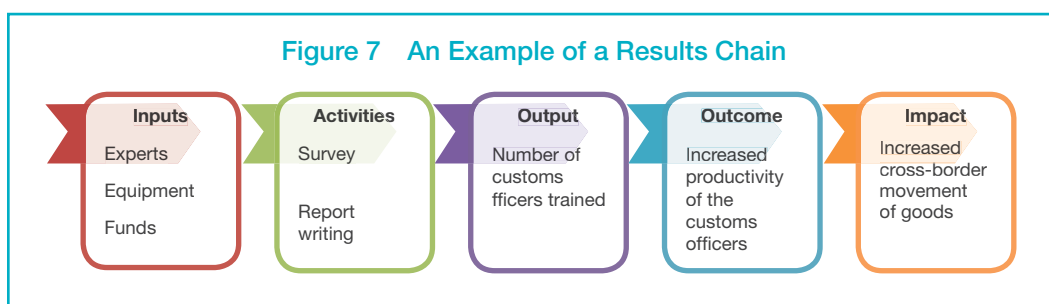 Figure 7 An Example of a Results Chain
Inputs
Experts
Equipment
Funds
Activities
Survey
Report
writing
Output
Number of
customs
fficers trained
Outcome
Increased
productivity
of the
customs
officers
Impact
Increased
cross-border
movement
of goods